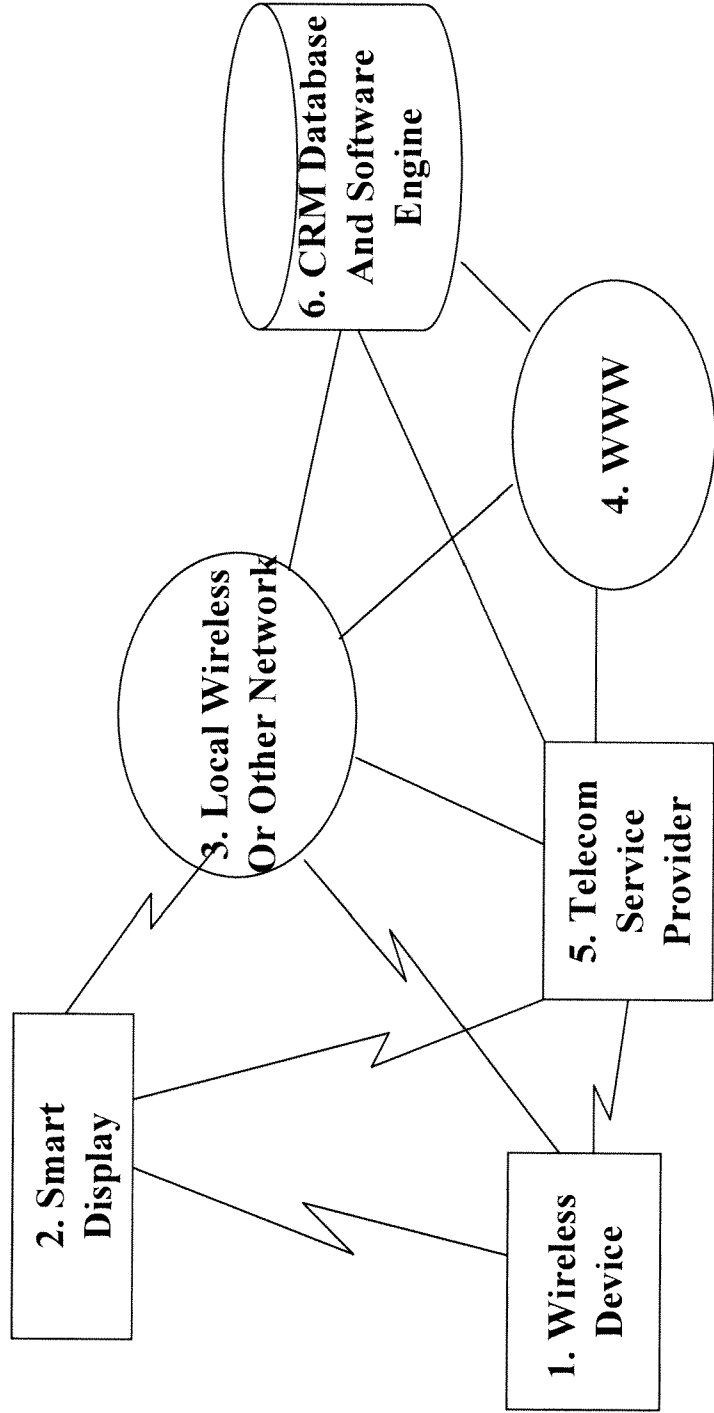 1. Wireless
Device
2. Smart
Display
3. Local Wireless
Or Other Network
4. WWW
5. Telecom
Service
Provider
6. CRM Database
And Software
Engine